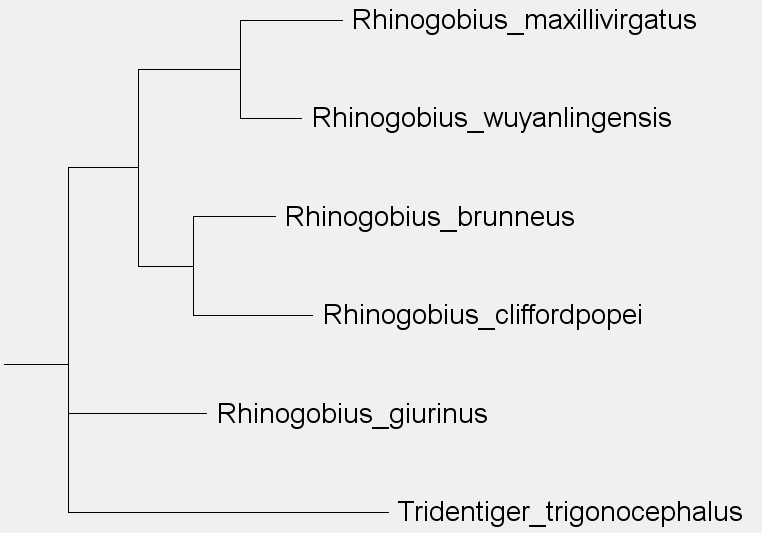 Rhinogobius_maxillivirgatus
Rhinogobius_wuyanlingensis
Rhinogobius_brunneus
Rhinogobius_cliffordpopei
Rhinogobius_giurinus
Tridentiger_trigonocephalus